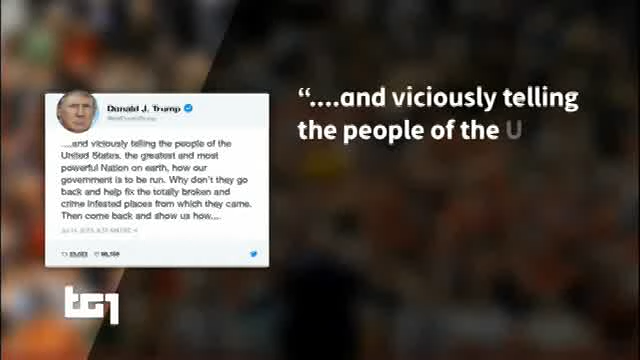 Donald J. Trump
....and viciously telling the people of the
United States, the greatest and most
powerful Nation on earth, how our
government is to be run. Why don't they go
back and help fix the totally broken and
crime infested places from which they came.
Then come back and show us how....
“....and viciously telling
the people of the U
tg1